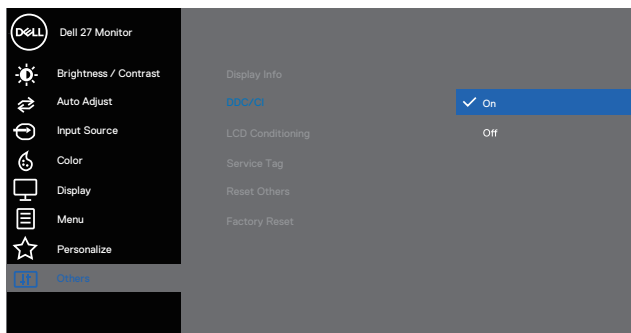 DELL
Dell 27 Monitor
Brightness / Contrast
Auto Adjust
Input Source
Color
Display
Menu
Personalize
Others
Display Info
DDC/CI
LCD Conditioning
Service Tag
Reset Others
Factory Reset
On
Off